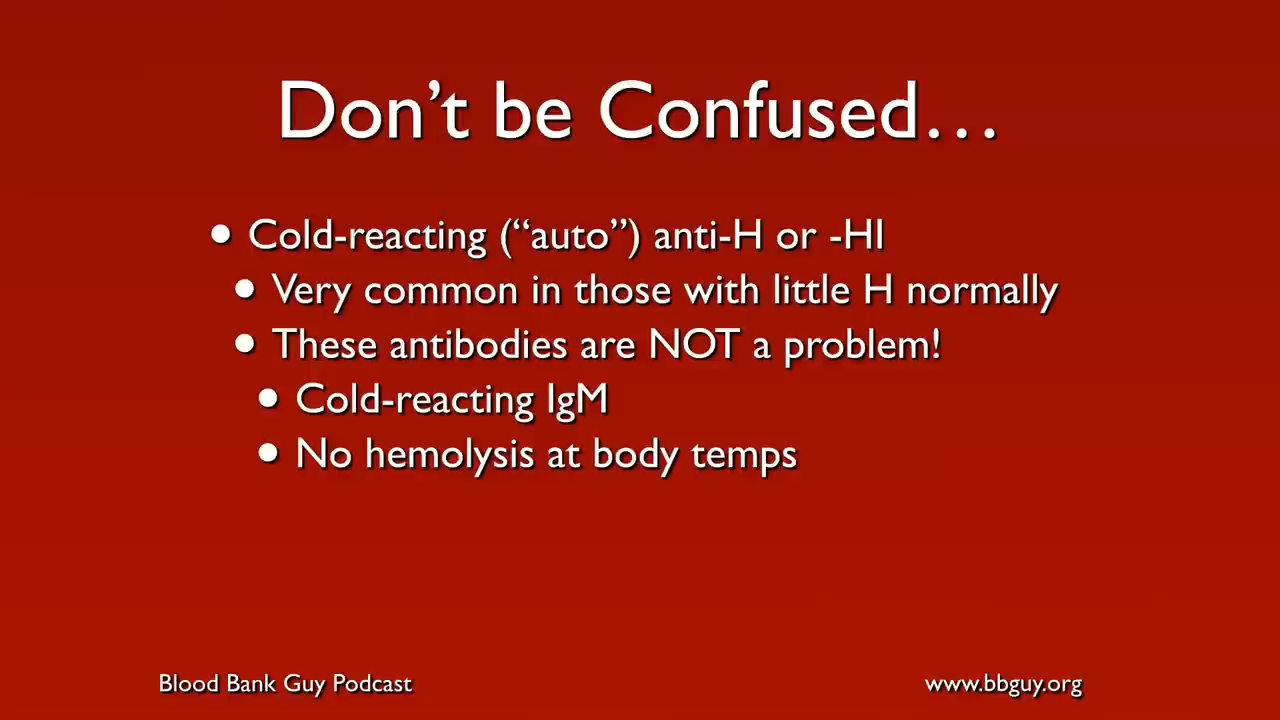 Don’t be Confused…
• Cold-reacting (“auto”) anti-H or -HI
• Very common in those with little H normally
• These antibodies are NOT a problem!
• Cold-reacting IgM
• No hemolysis at body temps
Blood Bank Guy Podcast
www.bbguy.org